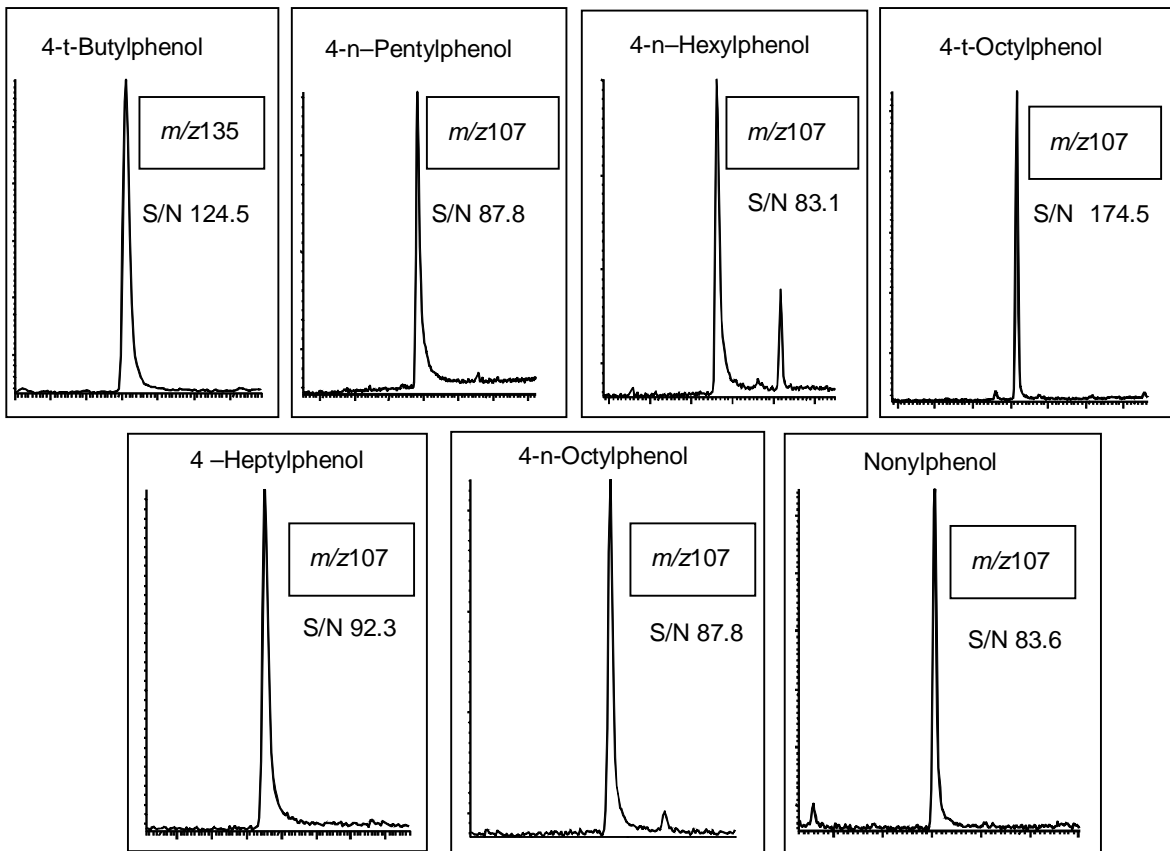 4-t-Butylphenol
m/z135
S/N 124.5
4-n–Pentylphenol
m/z107
S/N 87.8
4-n–Hexylphenol
m/z107
S/N 83.1
4-t-Octylphenol
m/z107
S/N 174.5
4 –Heptylphenol
m/z107
S/N 92.3
4-n-Octylphenol
m/z107
S/N 87.8
Nonylphenol
m/z107
S/N 83.6